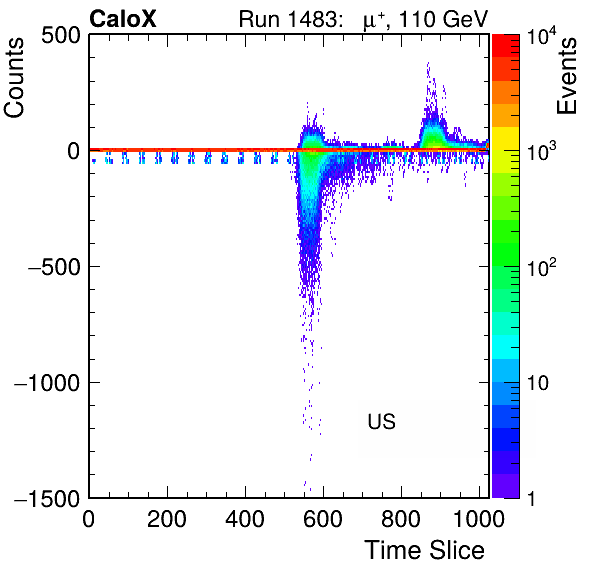 CaloX Run 1483: μ⁺, 110 GeV
Counts
Events
500
0
−500
−1000
−1500
0 200 400 600 800 1000
Time Slice
US
10⁴
10³
10²
10
1